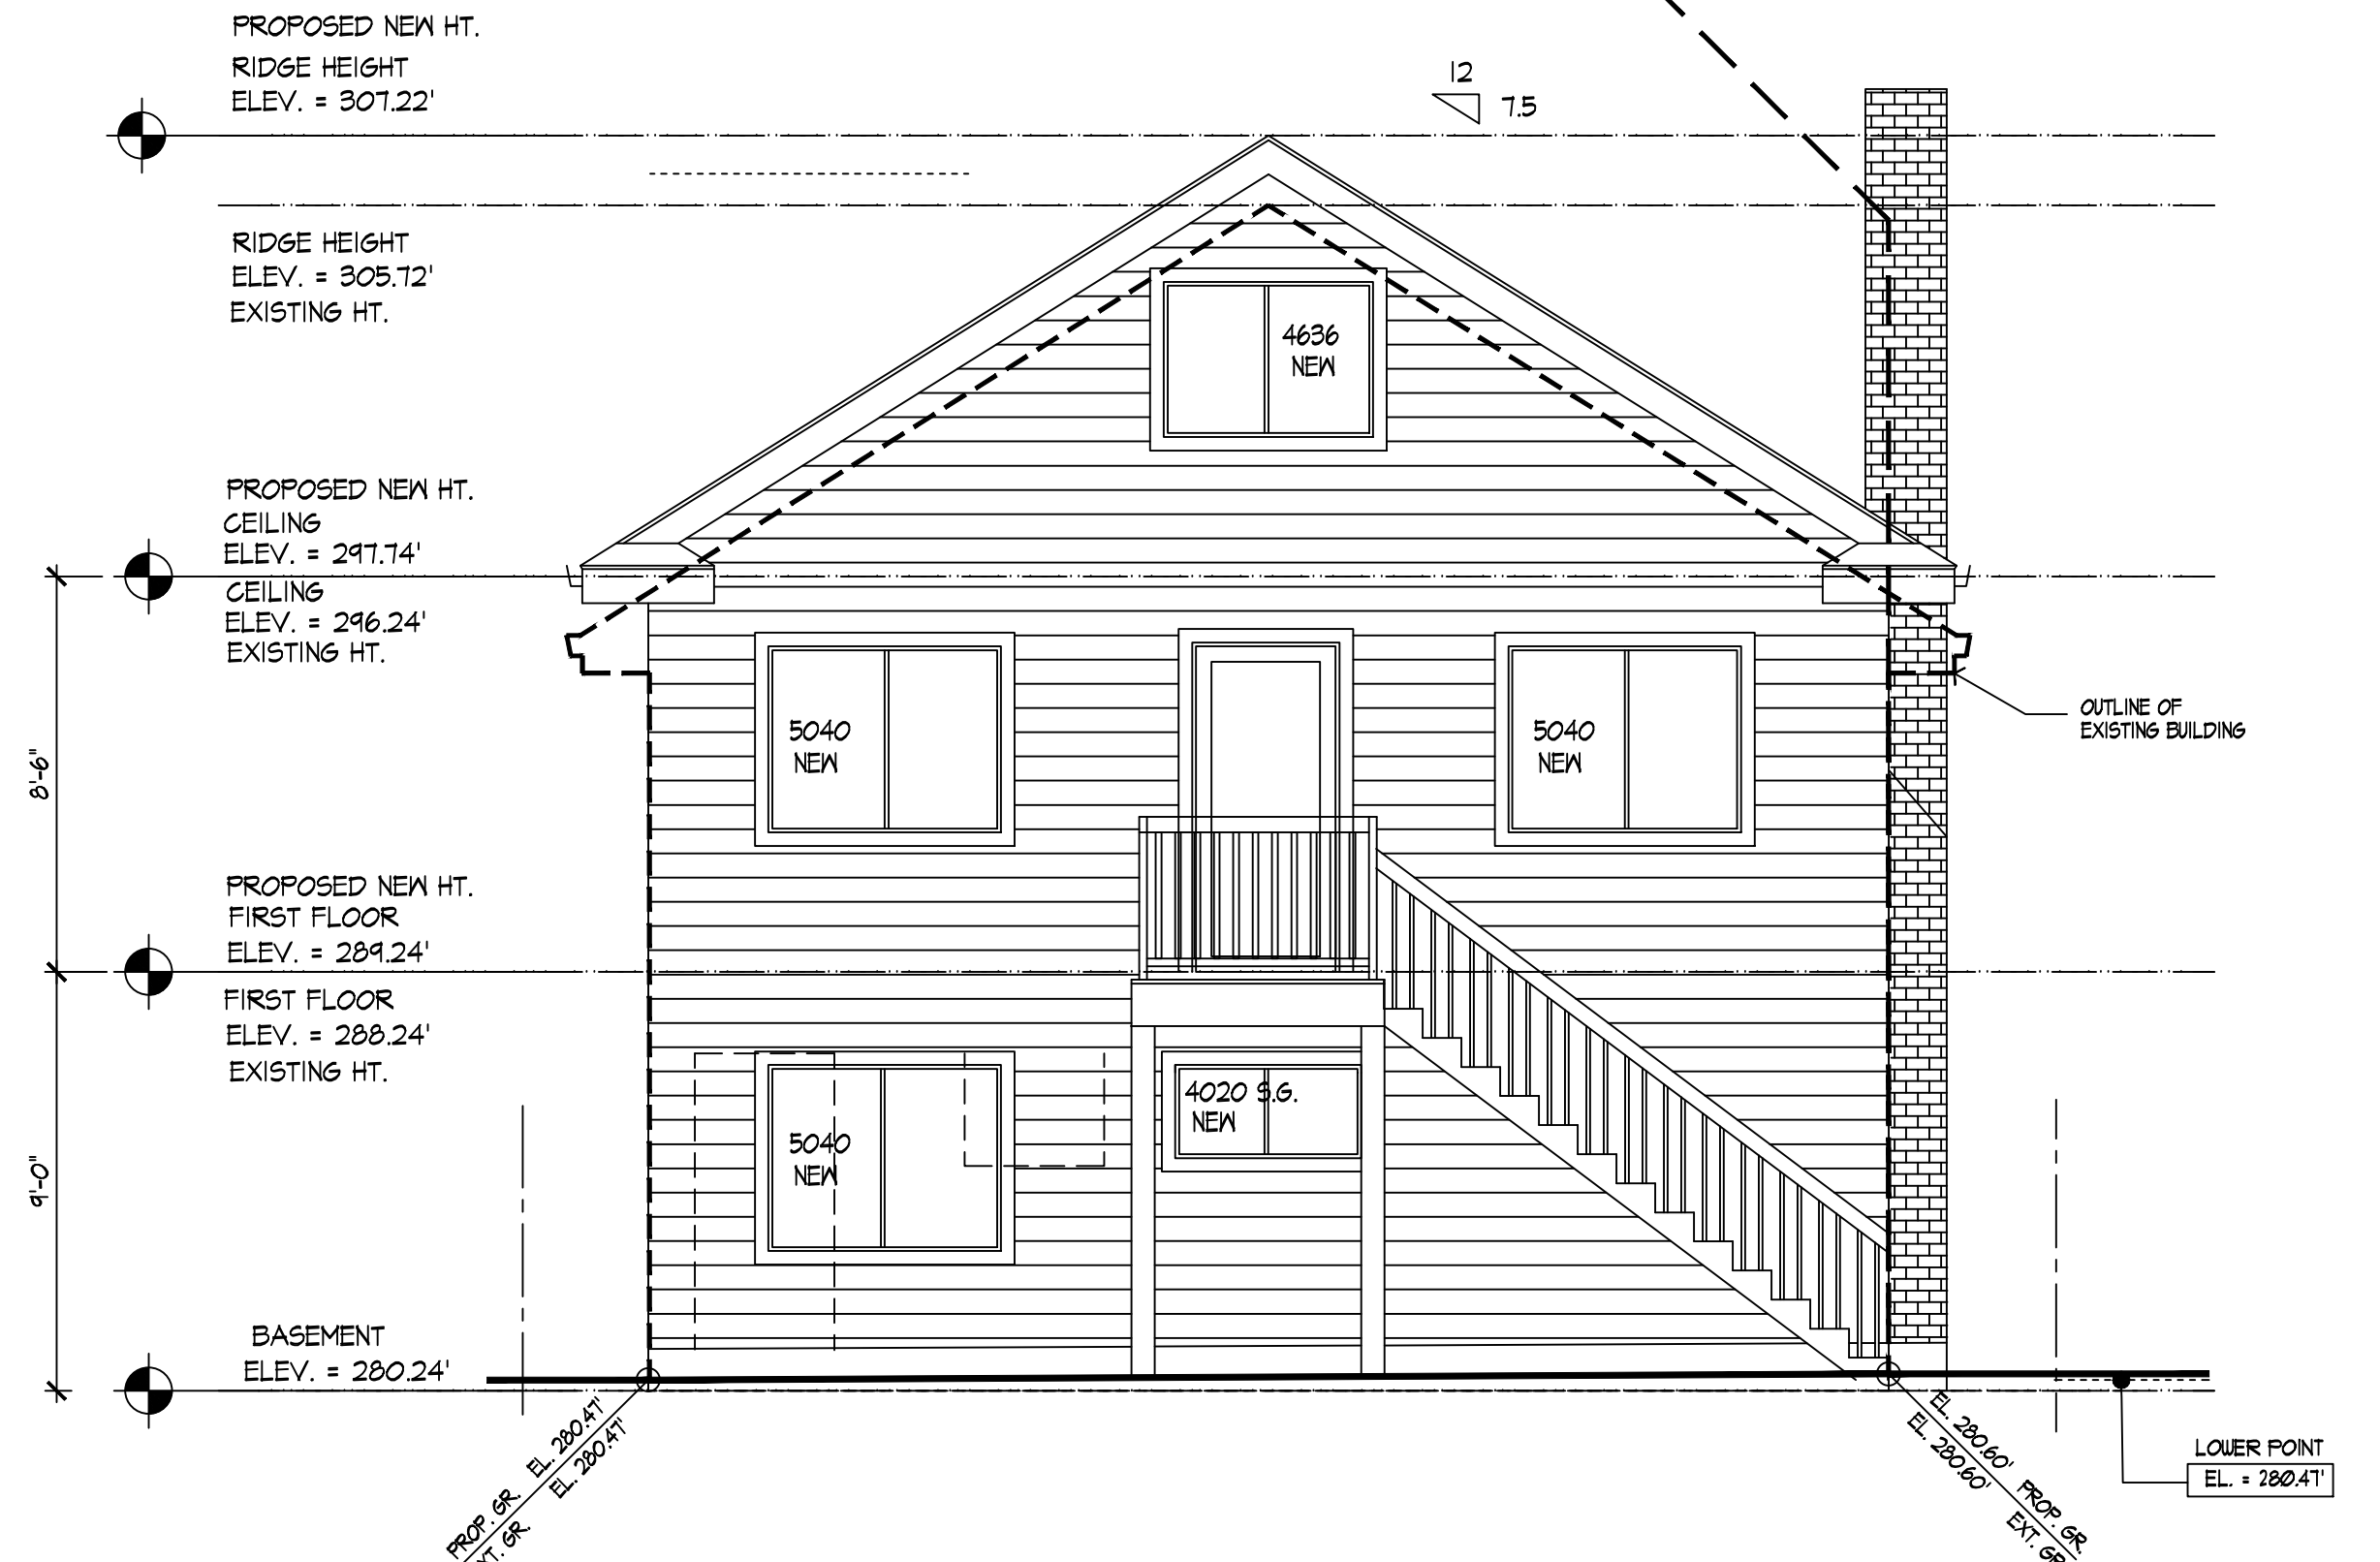 PROPOSED NEW HT.
RIDGE HEIGHT
ELEV. = 307.22'
12
7.5
RIDGE HEIGHT
ELEV. = 305.72'
EXISTING HT.
4636
NEW
PROPOSED NEW HT.
CEILING
ELEV. = 297.74'
CEILING
ELEV. = 296.24'
EXISTING HT.
8'-6"
5040
NEW
5040
NEW
OUTLINE OF
EXISTING BUILDING
PROPOSED NEW HT.
FIRST FLOOR
ELEV. = 289.24'
FIRST FLOOR
ELEV. = 288.24'
EXISTING HT.
9'-0"
5040
NEW
4020 S.G.
NEW
BASEMENT
ELEV. = 280.24'
PROP. GR. EL. 280.47'
GR. EL. 280.47'
EL. 280.60' PROP. GR.
EL. 280.60' EXT. GR
LOWER POINT
EL. = 280.47'